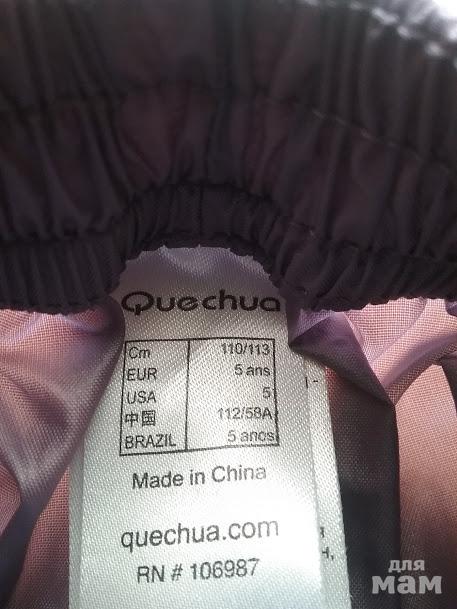 Quechua
Cm 110/113
EUR 5 ans
USA 5
中国 112/58A
BRAZIL 5 anos
Made in China
quechua.com
RN # 106987
для
мам